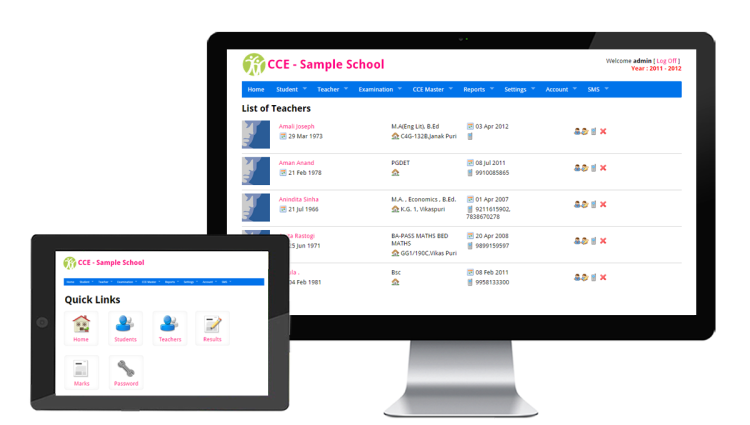 CCE - Sample School
Welcome admin [ Log Off ]
Year : 2011 - 2012
Home Student Teacher Examination CCE Master Reports Settings Account SMS
List of Teachers
Amali Joseph M.A(Eng Lit), B.Ed 03 Apr 2012
29 Mar 1973 C4G-132B,Janak Puri
Aman Anand PGDET 08 Jul 2011
21 Feb 1978 9910085865
Anindita Sinha M.A. , Economics , B.Ed. 01 Apr 2007
21 Jul 1966 K.G. 1, Vikaspuri 9211615902,
7838670278
Rastogi BA-PASS MATHS BED 20 Apr 2008
Jun 1971 MATHS 9899159597
GG1/190C,Vikas Puri
Bsc 08 Feb 2011
04 Feb 1981 9958133300
CCE - Sample School
Home Student Teacher Examination CCE Master Reports Settings Account SMS
Quick Links
Home Students Teachers Results
Marks Password